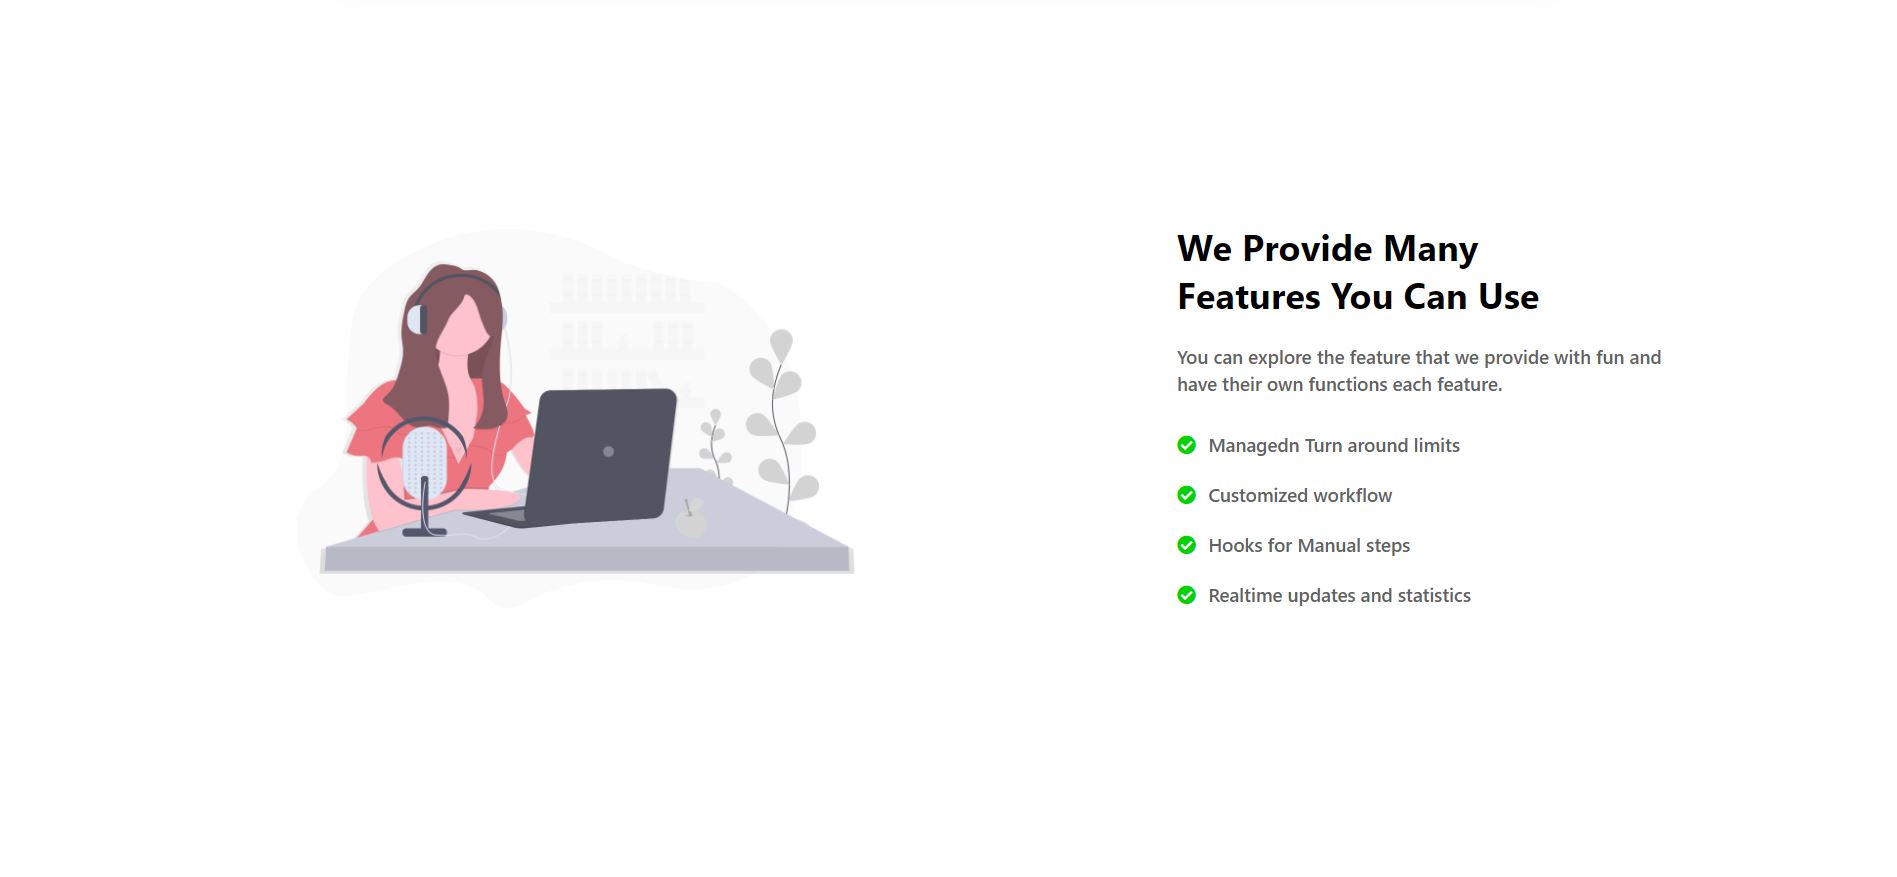 We Provide Many
Features You Can Use
You can explore the feature that we provide with fun and
have their own functions each feature.
Managedn Turn around limits
Customized workflow
Hooks for Manual steps
Realtime updates and statistics